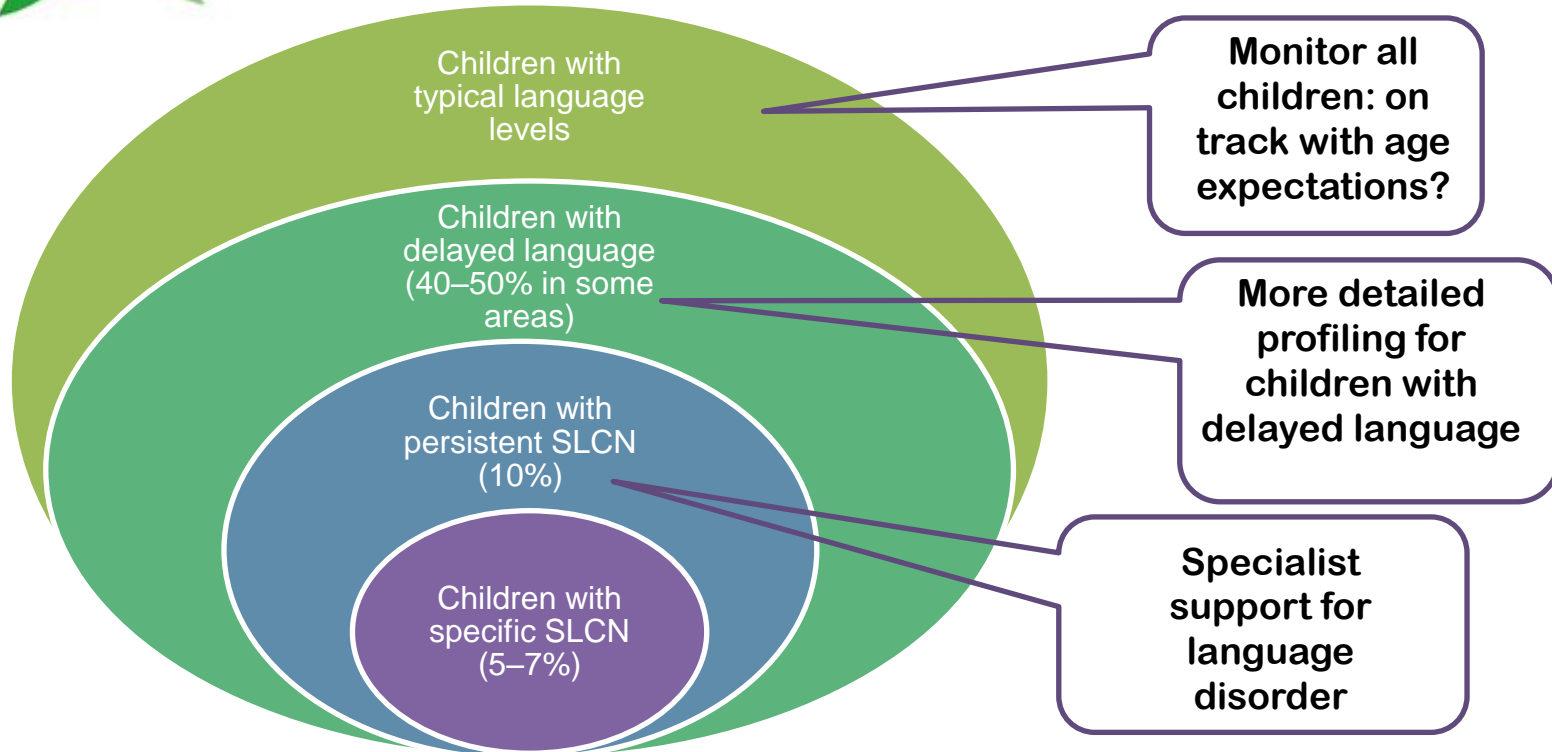 Children with
typical language
levels
Monitor all
children: on
track with age
expectations?
Children with
delayed language
(40–50% in some
areas)
More detailed
profiling for
children with
delayed language
Children with
persistent SLCN
(10%)
Specialist
support for
language
disorder
Children with
specific SLCN
(5–7%)